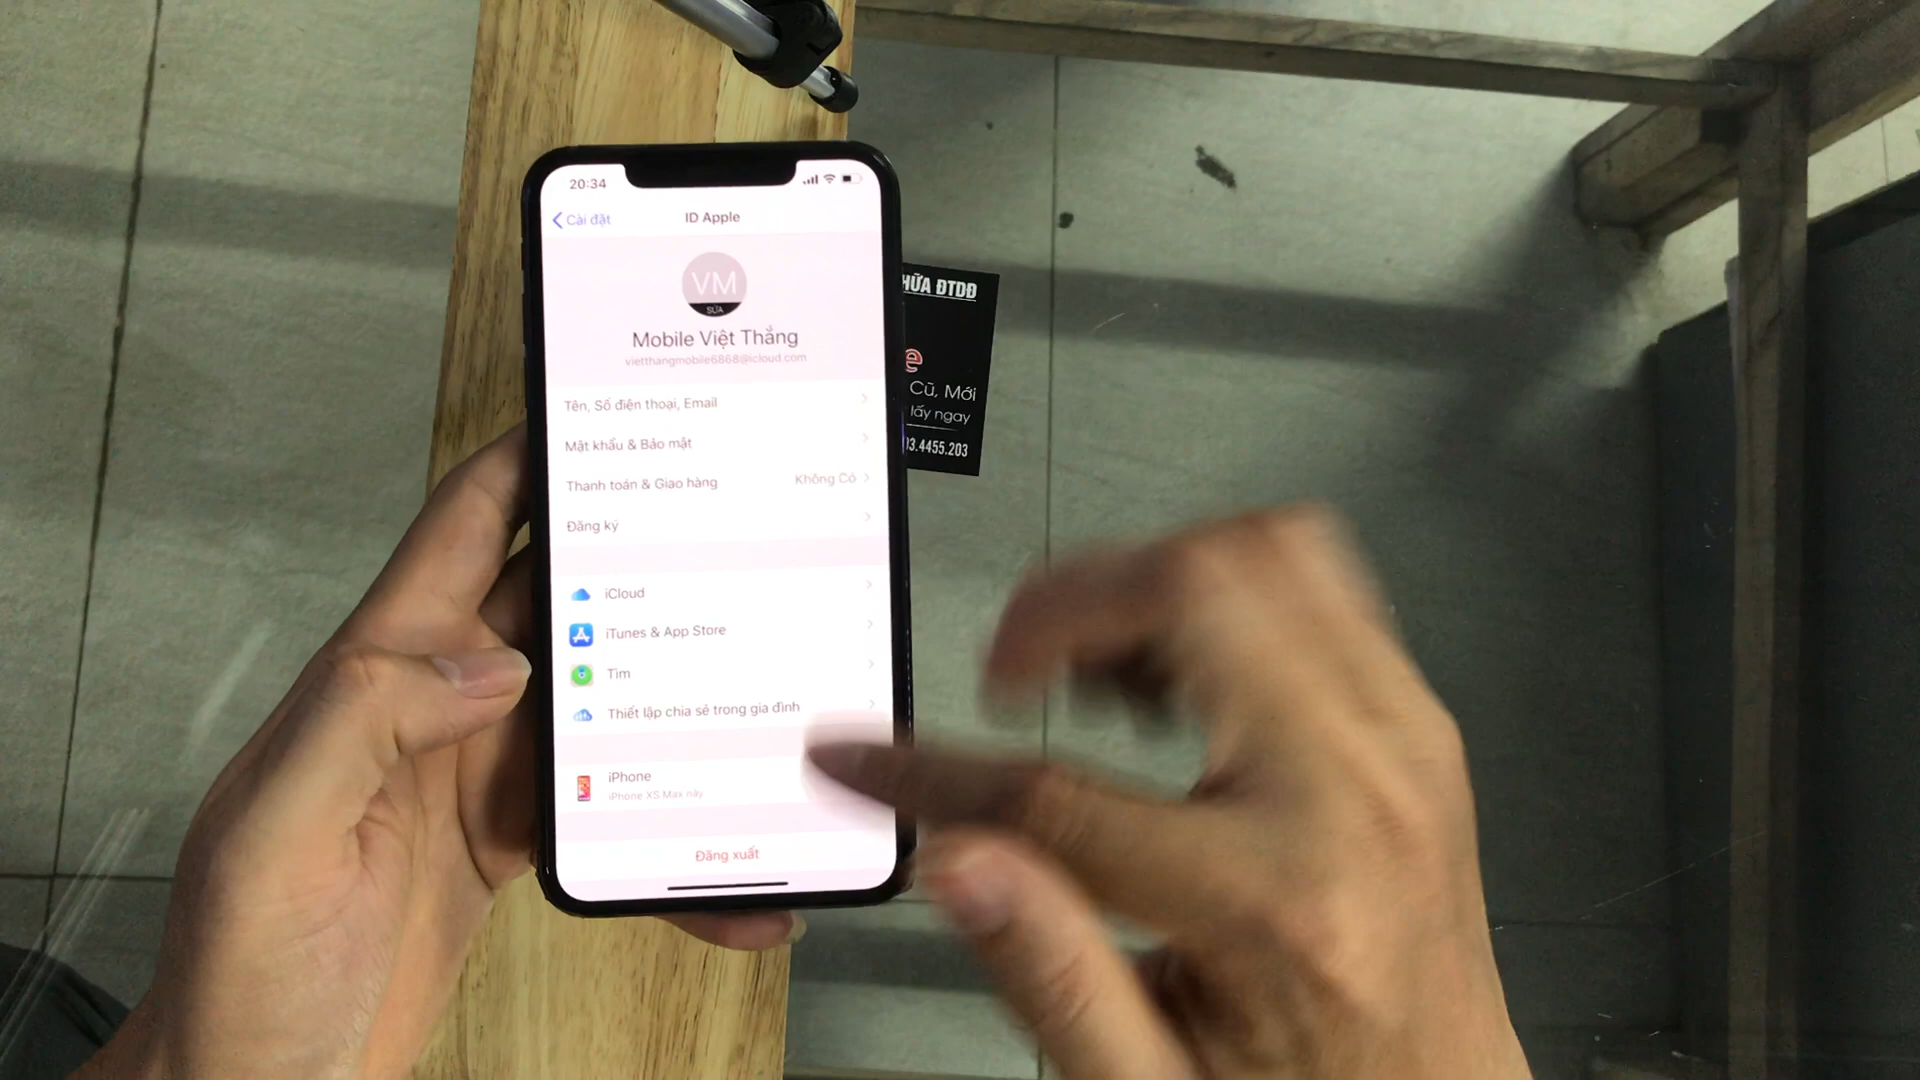 20:34
Cài đặt
ID Apple
VM
SỬA
Mobile Việt Thắng
vietthangmobile6868@icloud.com
Tên, Số điện thoại, Email
Mật khẩu & Bảo mật
Thanh toán & Giao hàng
Không Có
Đăng ký
iCloud
iTunes & App Store
Tìm
Thiết lập chia sẻ trong gia đình
iPhone
iPhone XS Max này
Đăng xuất
HỮA ĐTDĐ
e
Cũ, Mới
lấy ngay
03.4455.203